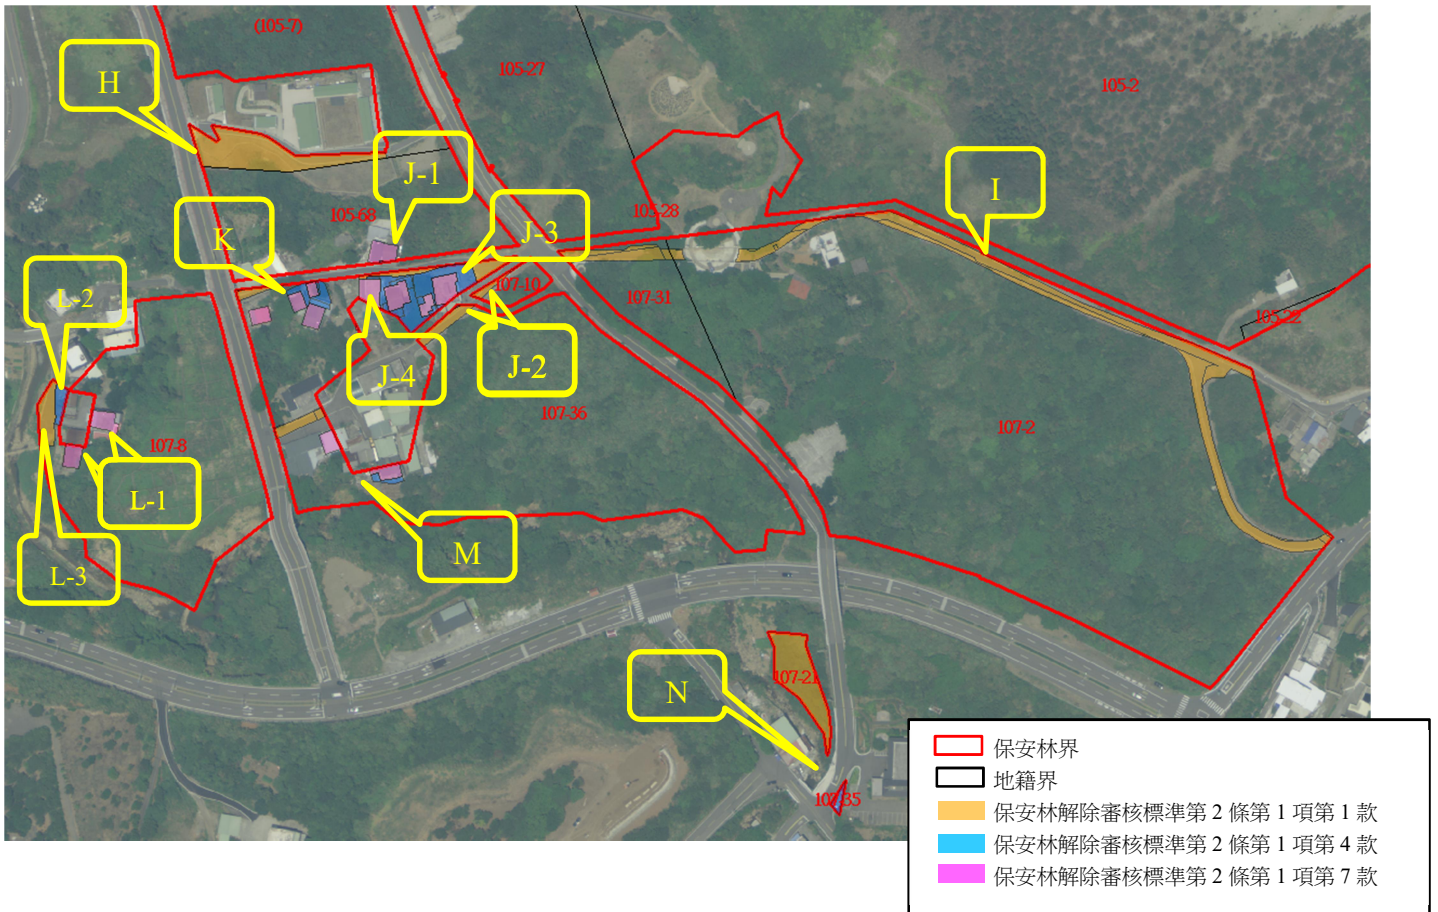 (105-7)
105-27
105-2
H
J-1
I
105-68
105-28
K
J-3
L-2
107-10
107-31
105-22
J-4
J-2
107-36
107-2
107-8
L-1
M
L-3
N
107-21
107-35
保安林界
地籍界
保安林解除審核標準第 2 條第 1 項第 1 款
保安林解除審核標準第 2 條第 1 項第 4 款
保安林解除審核標準第 2 條第 1 項第 7 款